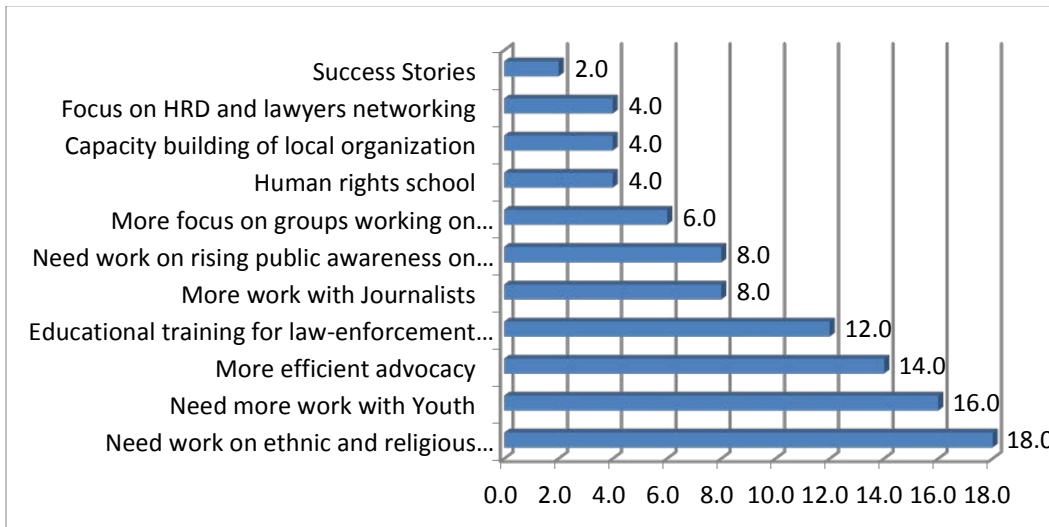 Success Stories 2.0
Focus on HRD and lawyers networking 4.0
Capacity building of local organization 4.0
Human rights school 4.0
More focus on groups working on... 6.0
Need work on rising public awareness on... 8.0
More work with Journalists 8.0
Educational training for law-enforcement... 12.0
More efficient advocacy 14.0
Need more work with Youth 16.0
Need work on ethnic and religious... 18.0
0.0 2.0 4.0 6.0 8.0 10.0 12.0 14.0 16.0 18.0